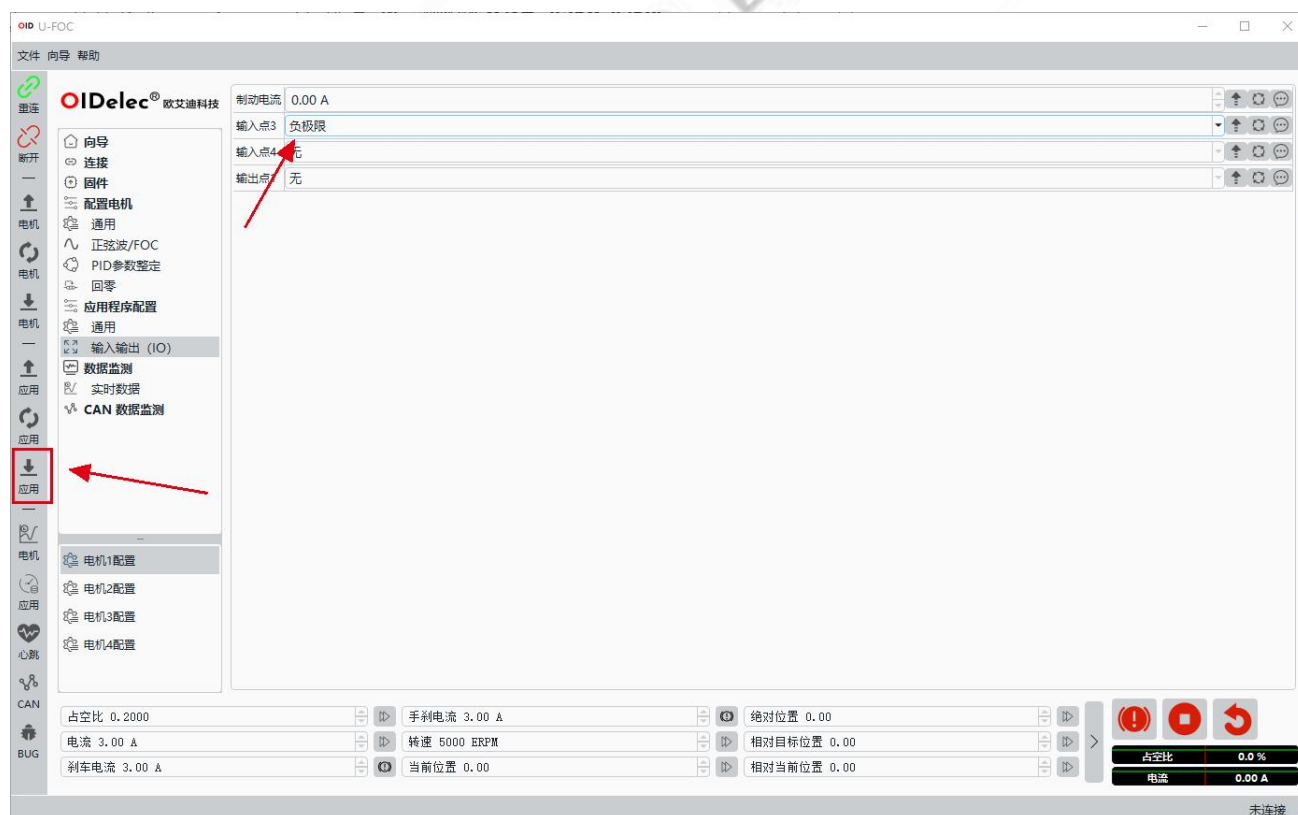 OID U-FOC
文件 向导 帮助
重连
断开
电机
电机
电机
应用
应用
应用
电机
应用
心跳
CAN
BUG
OIDelec® 欧艾迪科技
向导
连接
固件
配置电机
通用
正弦波/FOC
PID参数整定
回零
应用程序配置
通用
输入输出 (IO)
数据监测
实时数据
CAN 数据监测
电机1配置
电机2配置
电机3配置
电机4配置
制动电流 0.00 A
输入点3 负极限
输入点4 无
输出点 无
占空比 0.2000 手刹电流 3.00 A 绝对位置 0.00
电流 3.00 A 转速 5000 ERPM 相对目标位置 0.00
刹车电流 3.00 A 当前位置 0.00 相对当前位置 0.00
占空比 0.0 %
电流 0.00 A
未连接